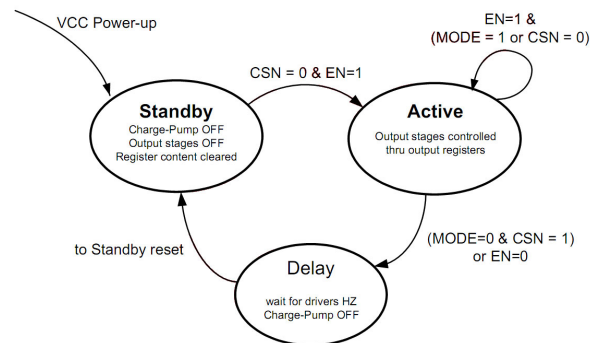 VCC Power-up
EN=1 &
(MODE = 1 or CSN = 0)
CSN = 0 & EN=1
Standby
Charge-Pump OFF
Output stages OFF
Register content cleared
Active
Output stages controlled
thru output registers
(MODE=0 & CSN = 1)
or EN=0
to Standby reset
Delay
wait for drivers HZ
Charge-Pump OFF